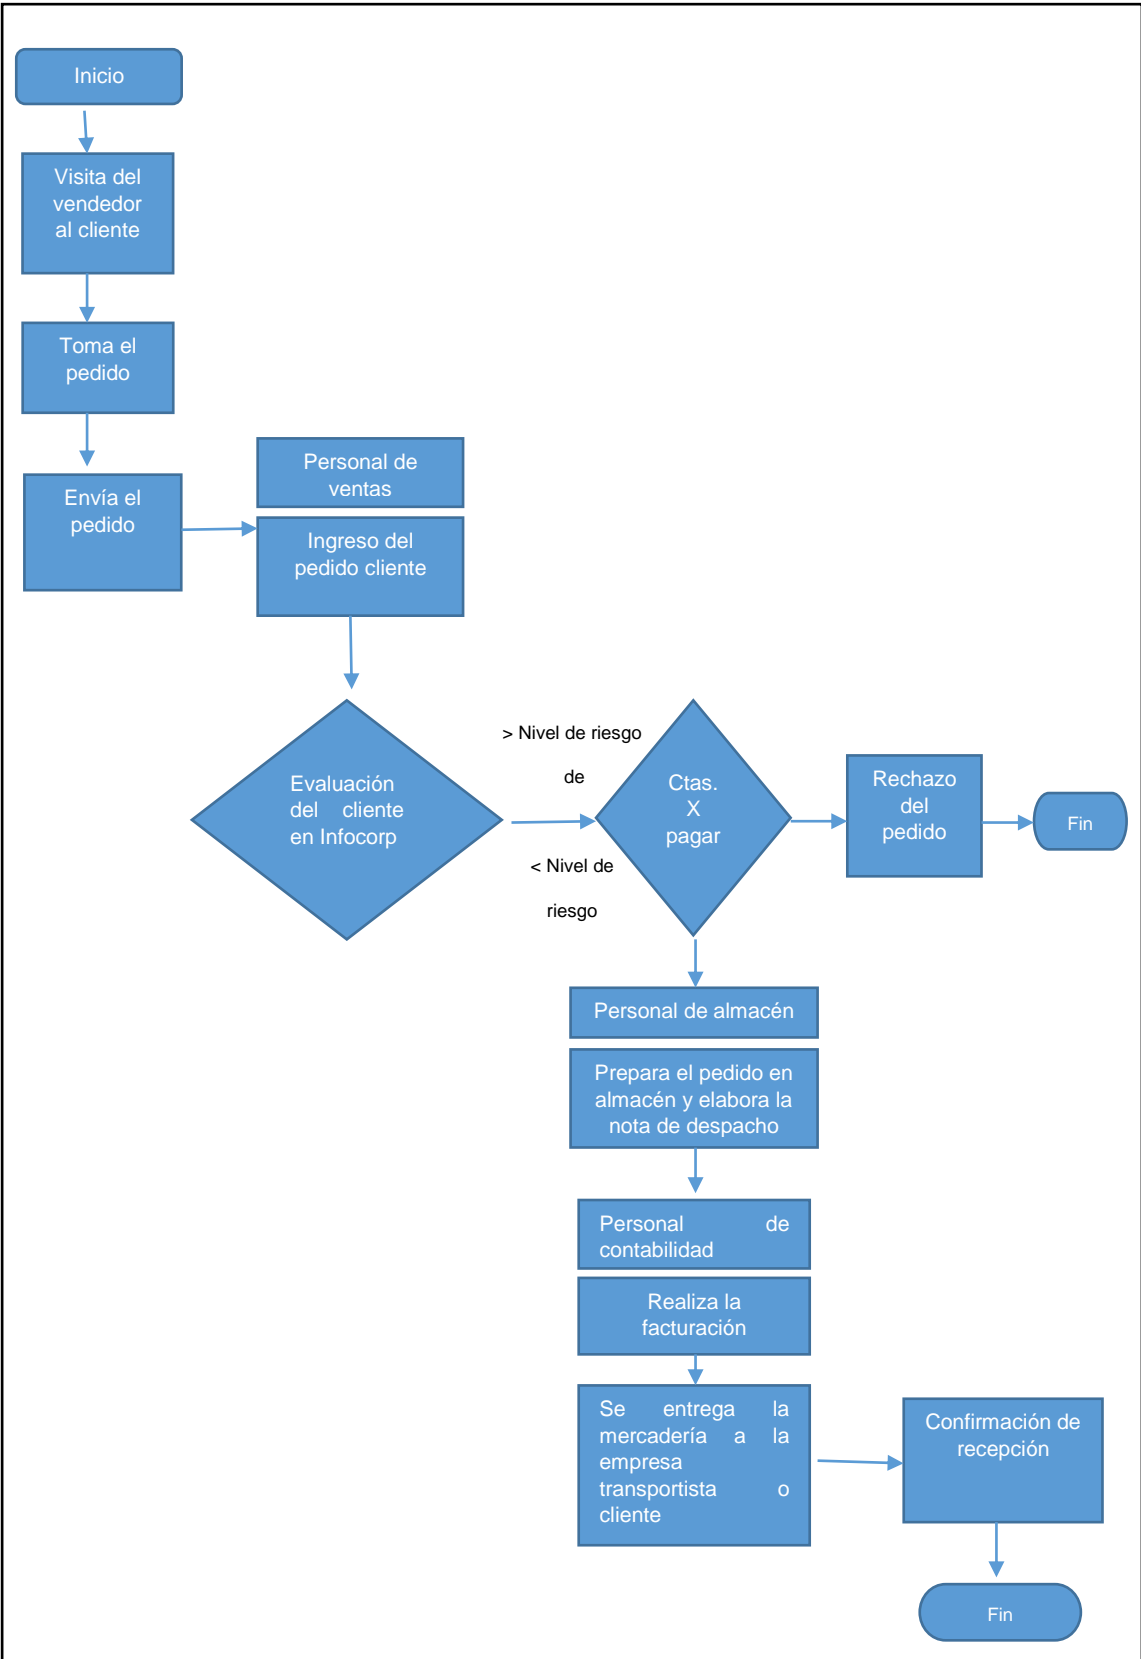 Inicio
Visita del
vendedor
al cliente
Toma el
pedido
Envía el
pedido
Personal de
ventas
Ingreso del
pedido cliente
Evaluación
del cliente
en Infocorp
> Nivel de riesgo
de
< Nivel de
riesgo
Ctas.
X
pagar
Rechazo
del
pedido
Fin
Personal de almacén
Prepara el pedido en
almacén y elabora la
nota de despacho
Personal de
contabilidad
Realiza la
facturación
Se entrega la
mercadería a la
empresa
transportista o
cliente
Confirmación de
recepción
Fin